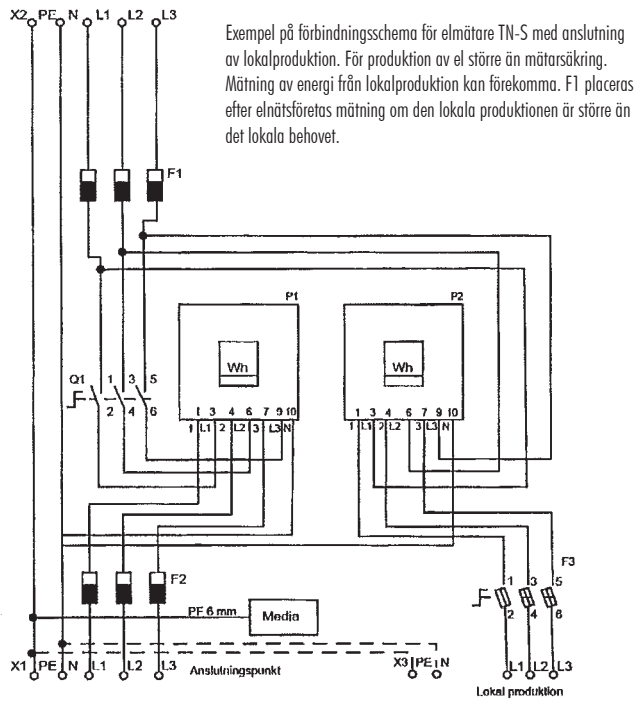 X2 PE N L1 L2 L3
Exempel på förbindningsschema för elmätare TN-S med anslutning
av lokalproduktion. För produktion av el större än mätarsäkring.
Mätning av energi från lokalproduktion kan förekomma. F1 placeras
efter elnätsföretas mätning om den lokala produktionen är större än
det lokala behovet.
F1
P1 P2
Wh Wh
Q1 1 3 5
2 4 6
1 3 4 6 7 9 10
1 L1 2 L2 3 L3 N
1 3 4 6 7 9 10
1 L1 2 L2 3 L3 N
F2
F3
1 3 5
2 4 6
PE 6 mm
Media
X1 PE N L1 L2 L3
Anslutningspunkt
X3 PE N
L1 L2 L3
Lokal produktion